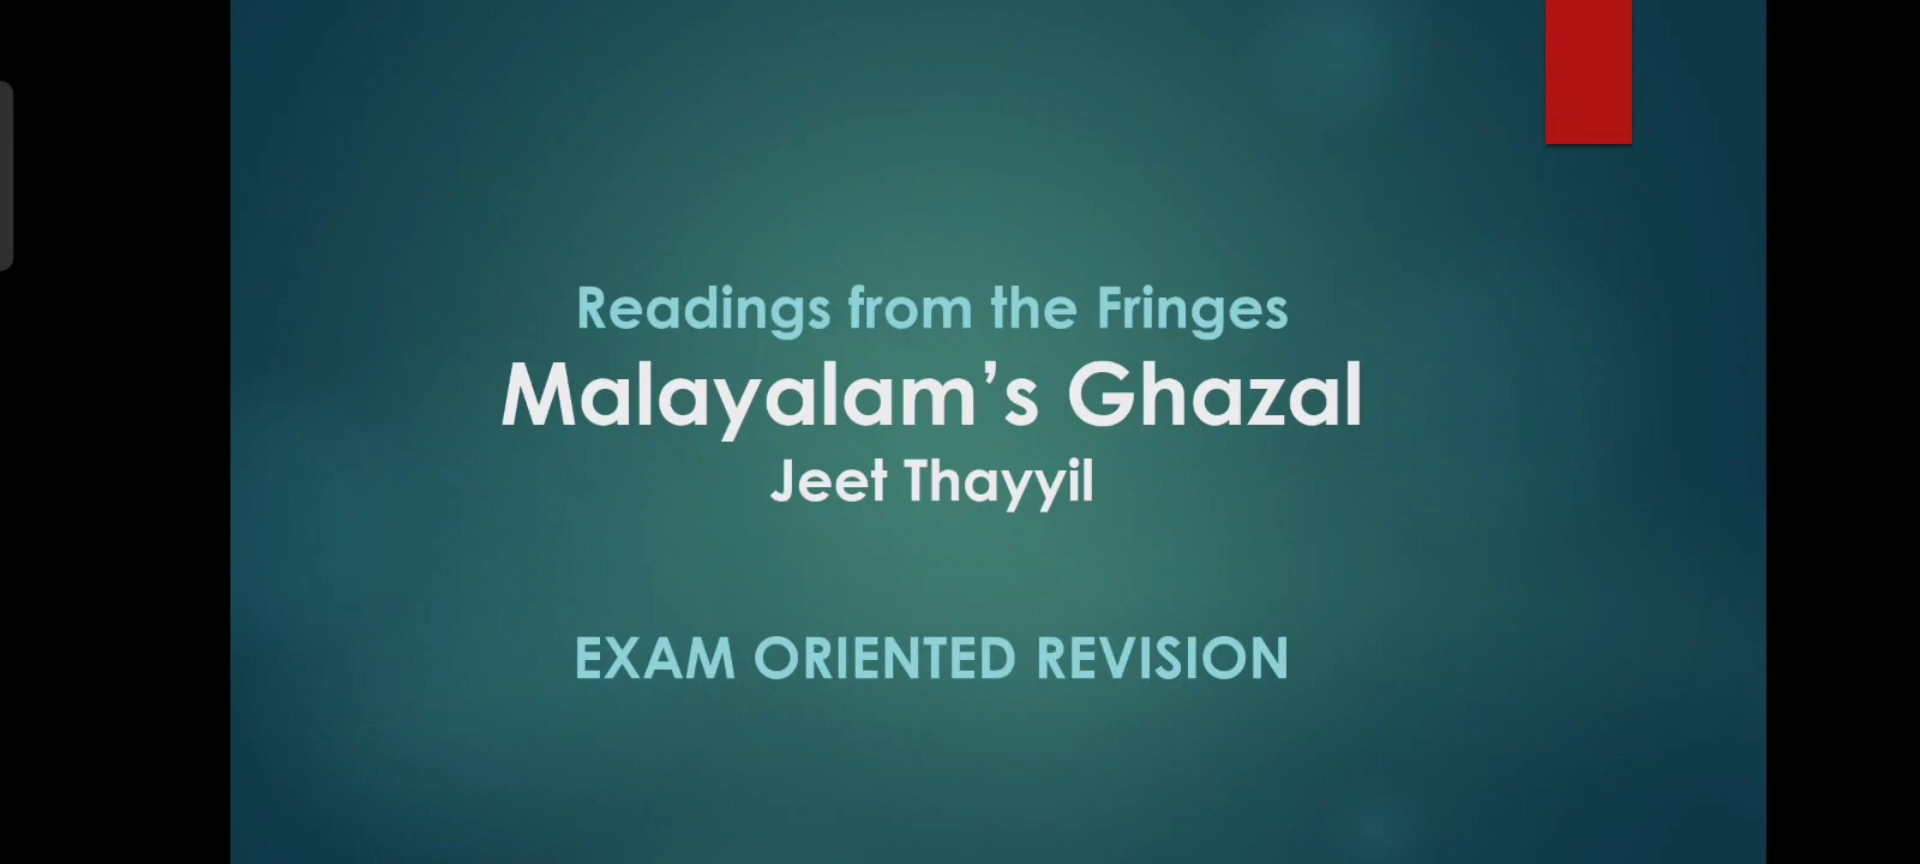 Readings from the Fringes
Malayalam’s Ghazal
Jeet Thayyil
EXAM ORIENTED REVISION